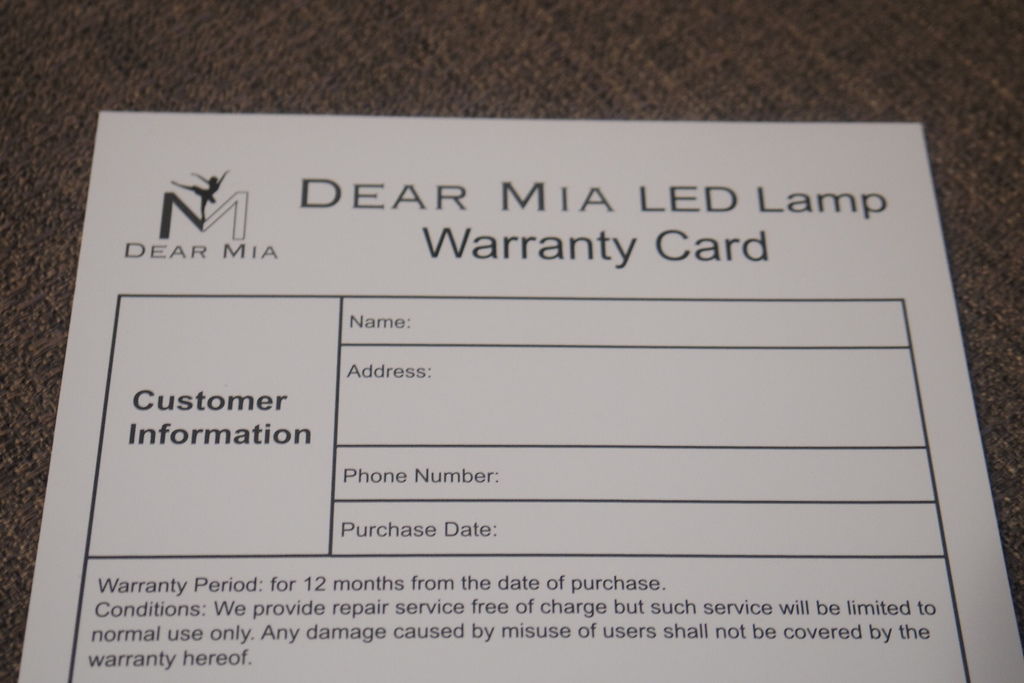 DEAR MIA
DEAR MIA LED Lamp
Warranty Card
Customer
Information
Name:
Address:
Phone Number:
Purchase Date:
Warranty Period: for 12 months from the date of purchase.
Conditions: We provide repair service free of charge but such service will be limited to
normal use only. Any damage caused by misuse of users shall not be covered by the
warranty hereof.